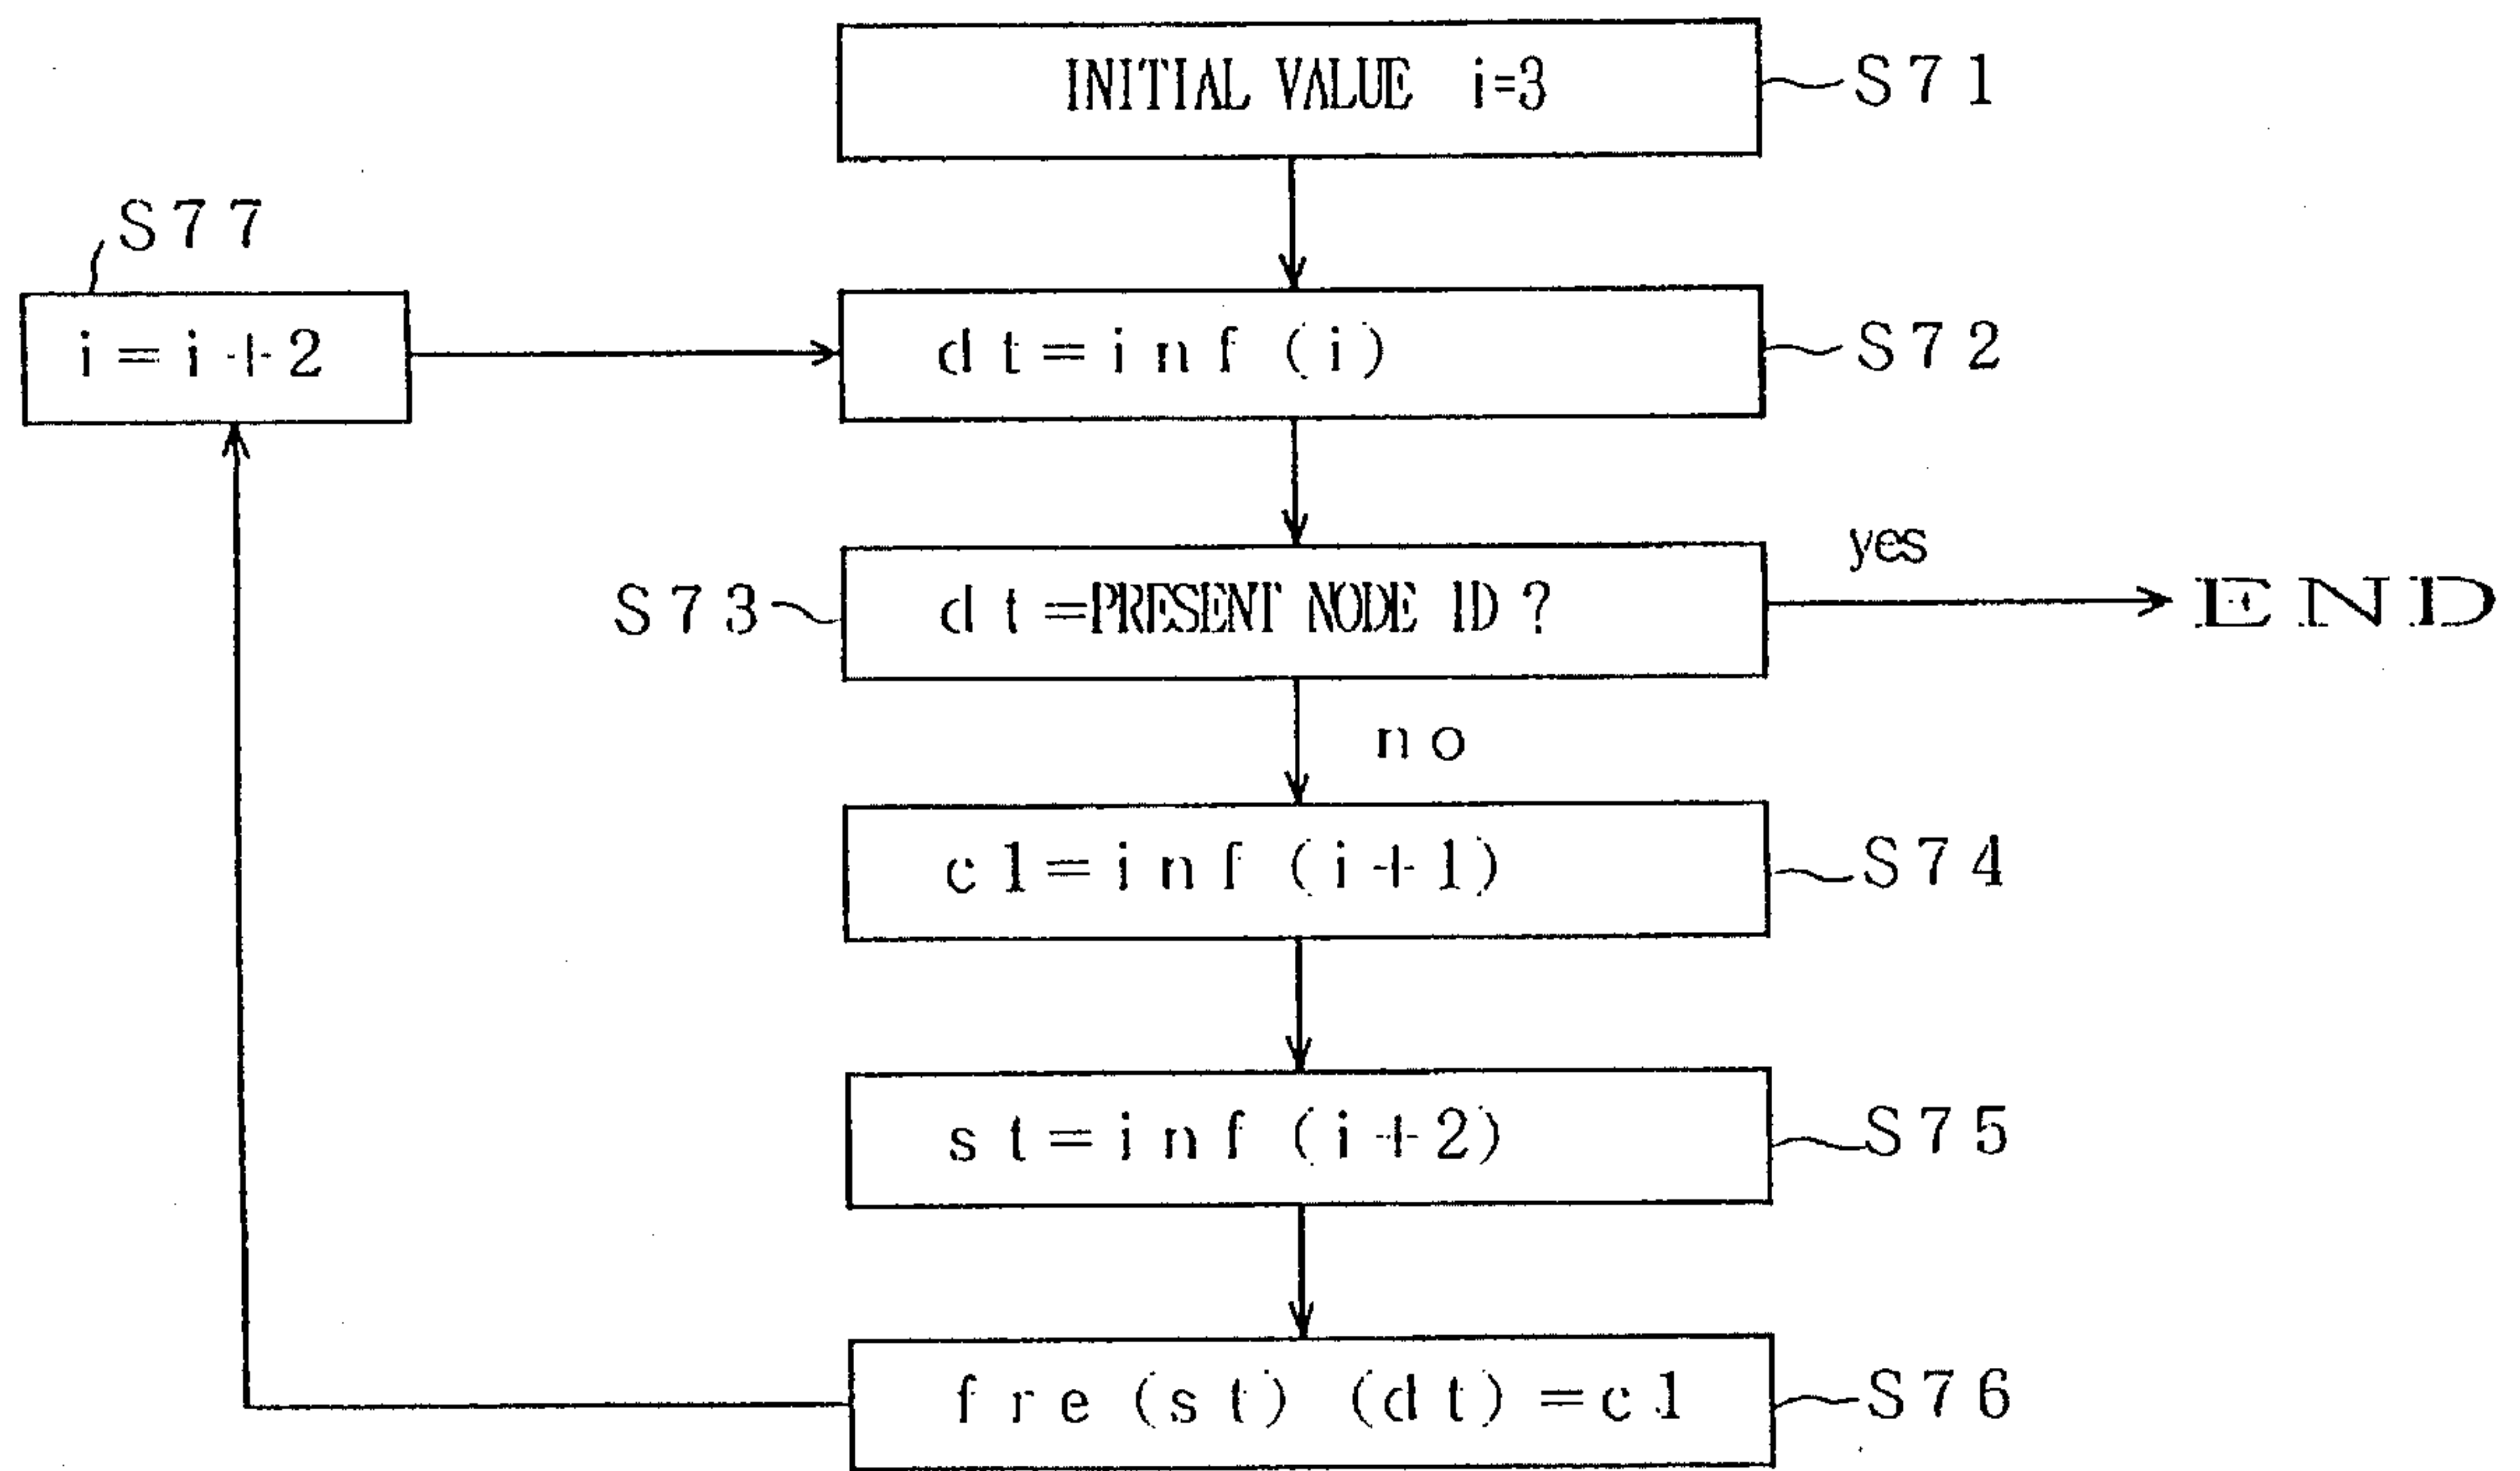 INITIAL VALUE i=3
S71
S77
i=i+2
dt=inf(i)
S72
S73
dt=PRESENT NODE ID?
yes
END
no
c1=inf(i+1)
S74
st=inf(i+2)
S75
fre(st)(dt)=c1
S76